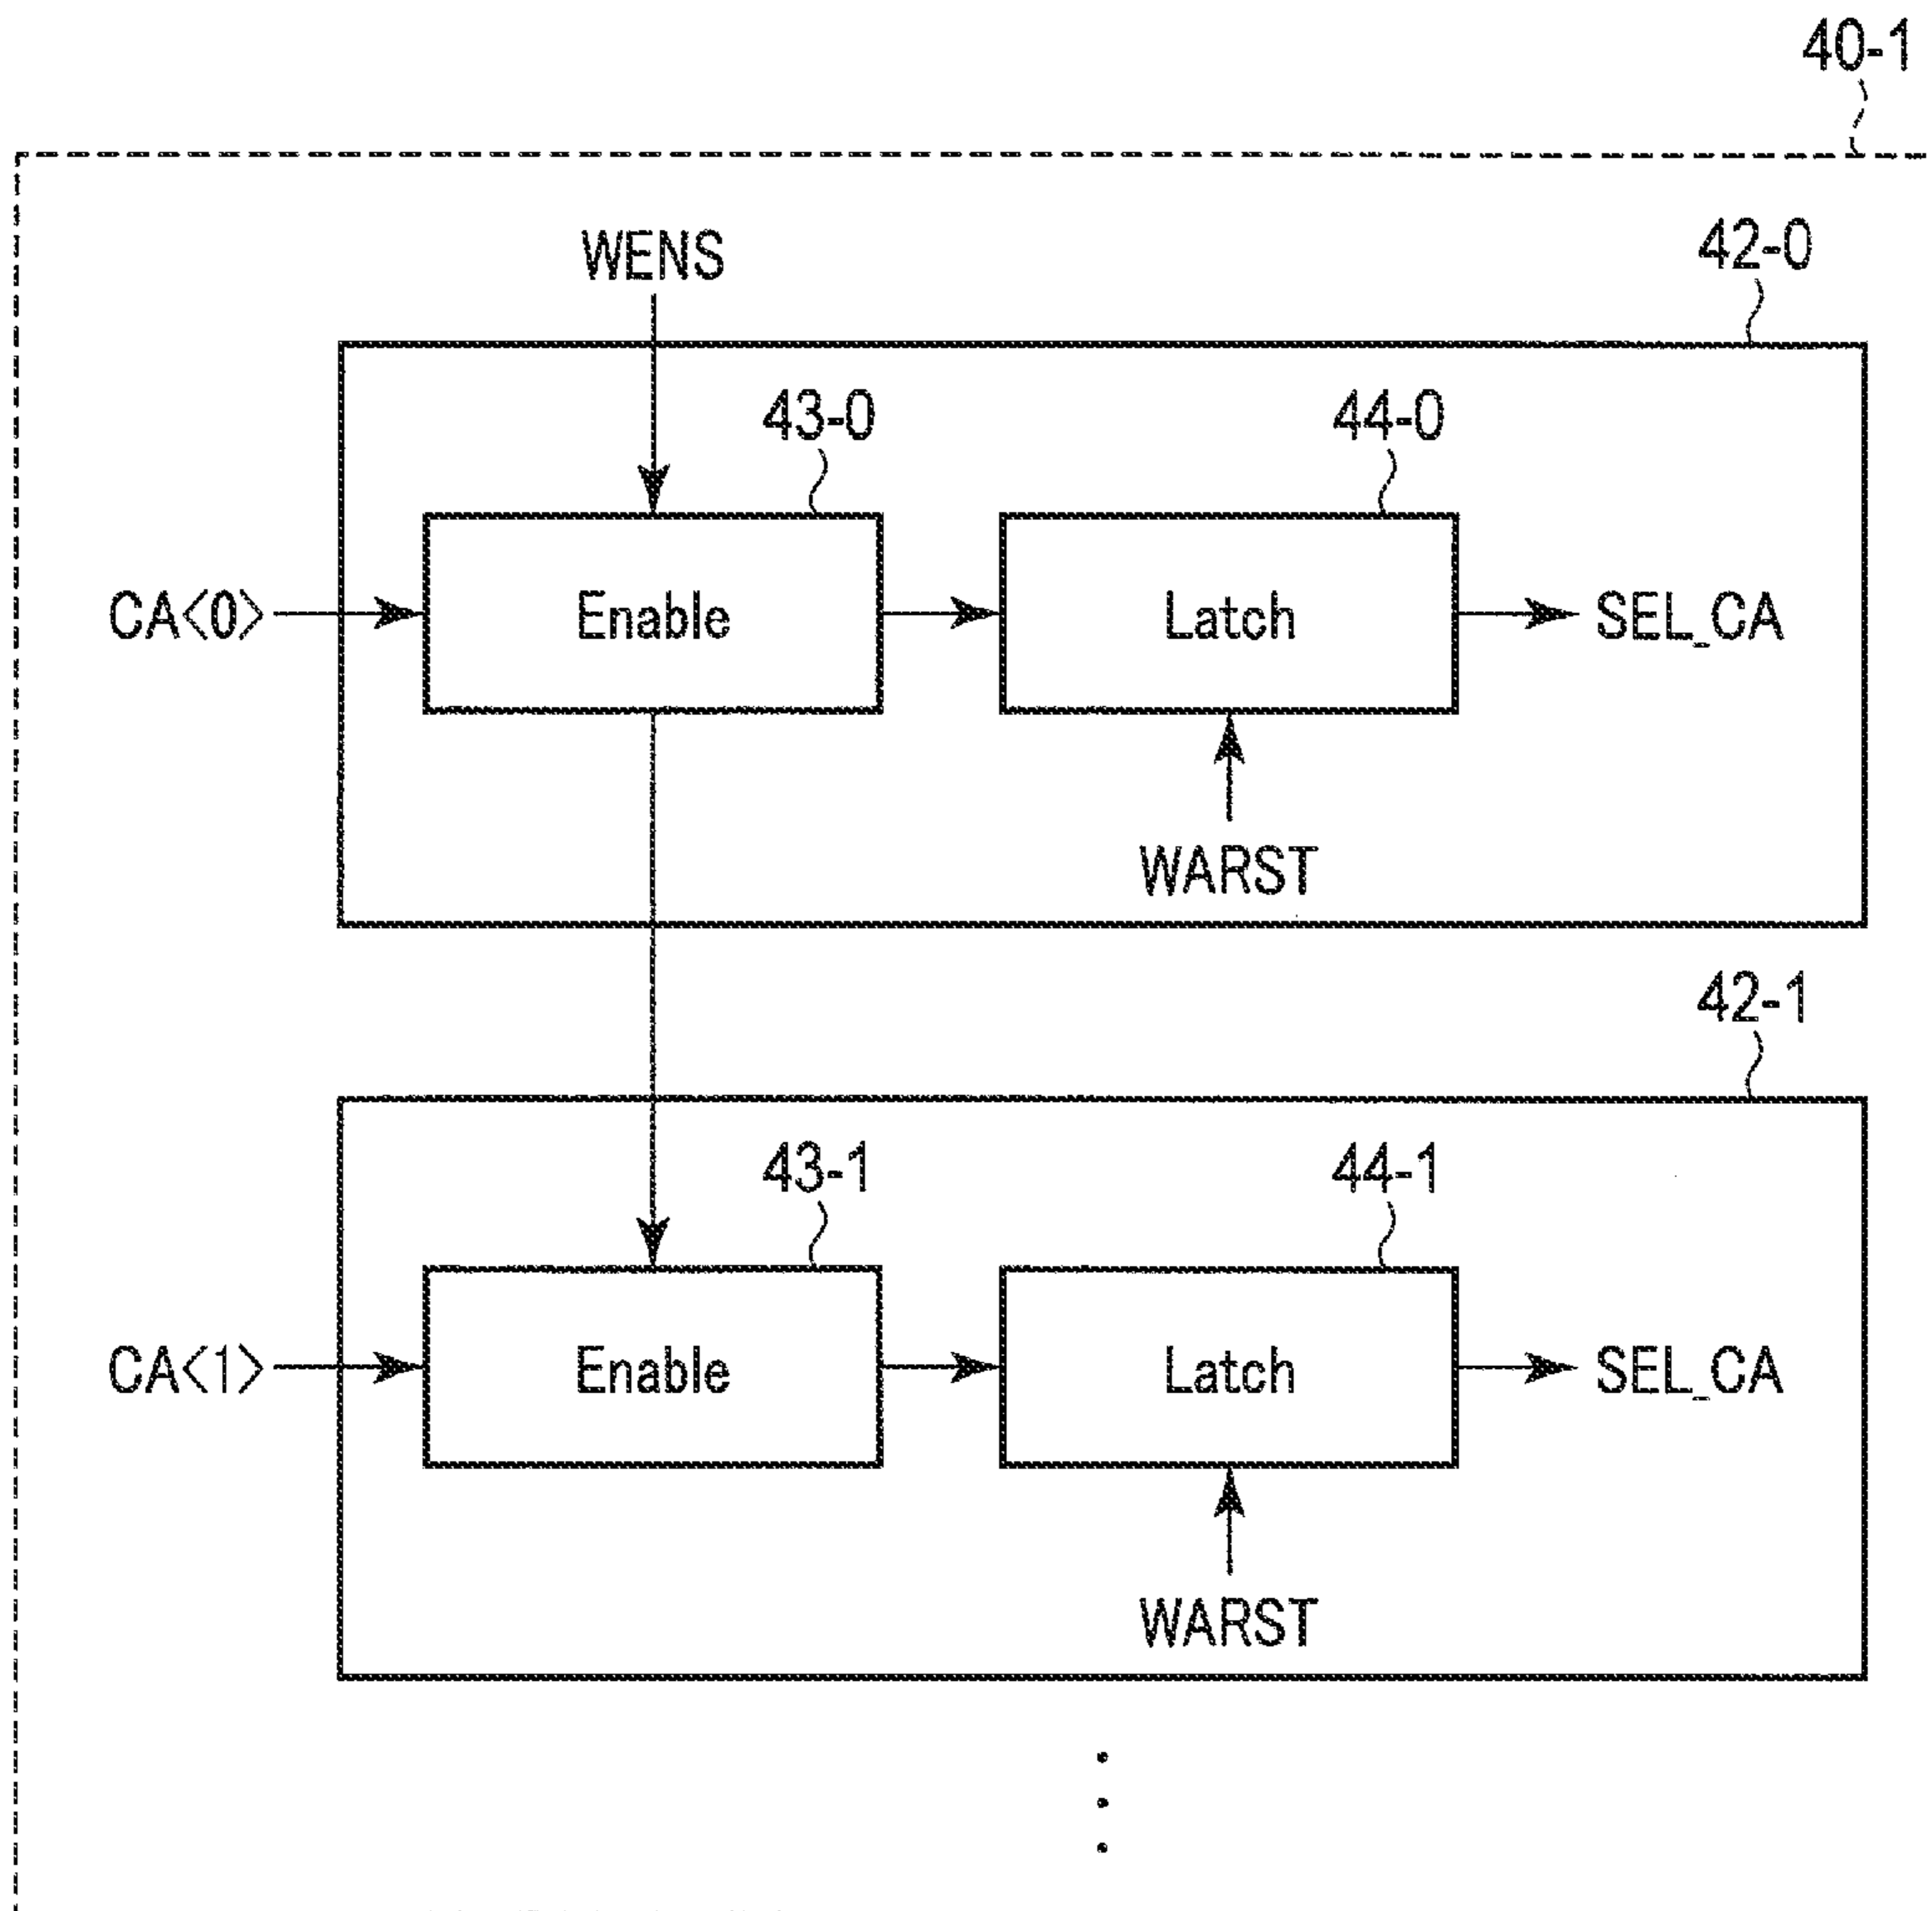 40-1
WENS
42-0
43-0
44-0
CA<0>
Enable
Latch
SEL_CA
WARST
42-1
43-1
44-1
CA<1>
Enable
Latch
SEL_CA
WARST